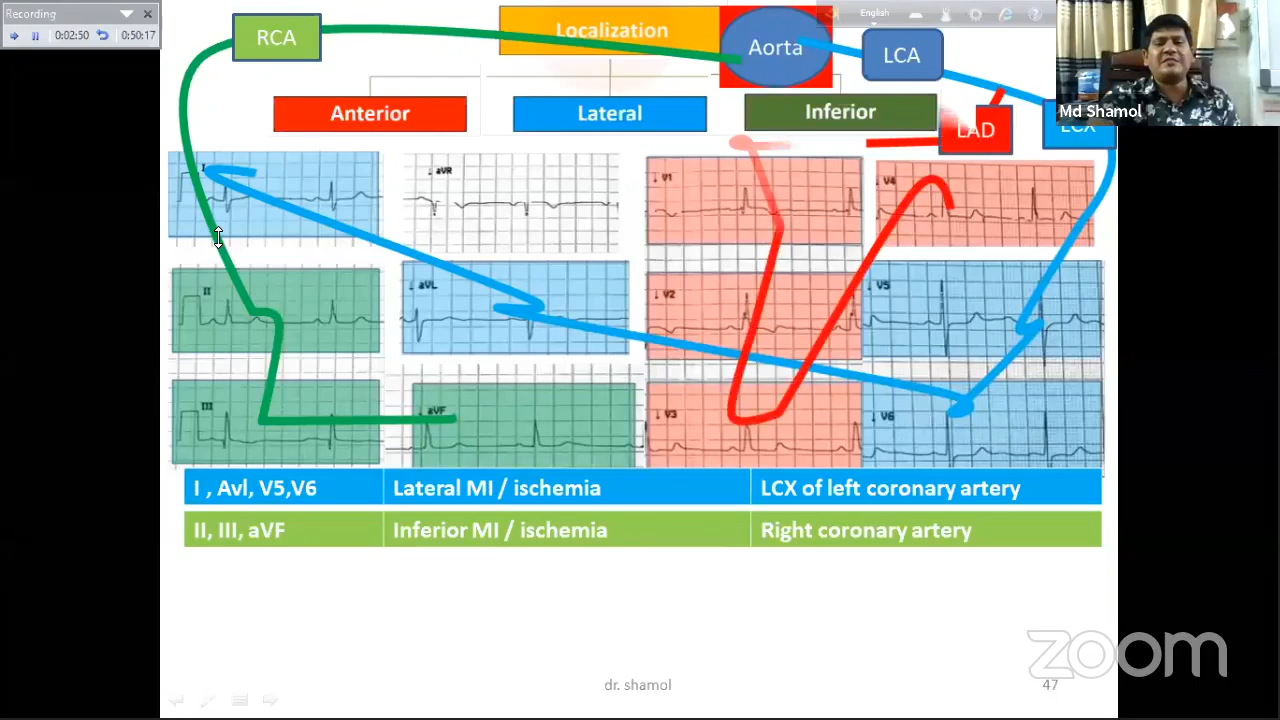 Recording
0:02:50
0:50:17
English
RCA
Localization
Aorta
LCA
Md Shamol
Anterior
Lateral
Inferior
LAD
LCX
I
aVR
V1
V4
II
aVL
V2
V5
III
aVF
V3
V6
I , Avl, V5,V6 Lateral MI / ischemia LCX of left coronary artery
II, III, aVF Inferior MI / ischemia Right coronary artery
zoom
dr. shamol
47